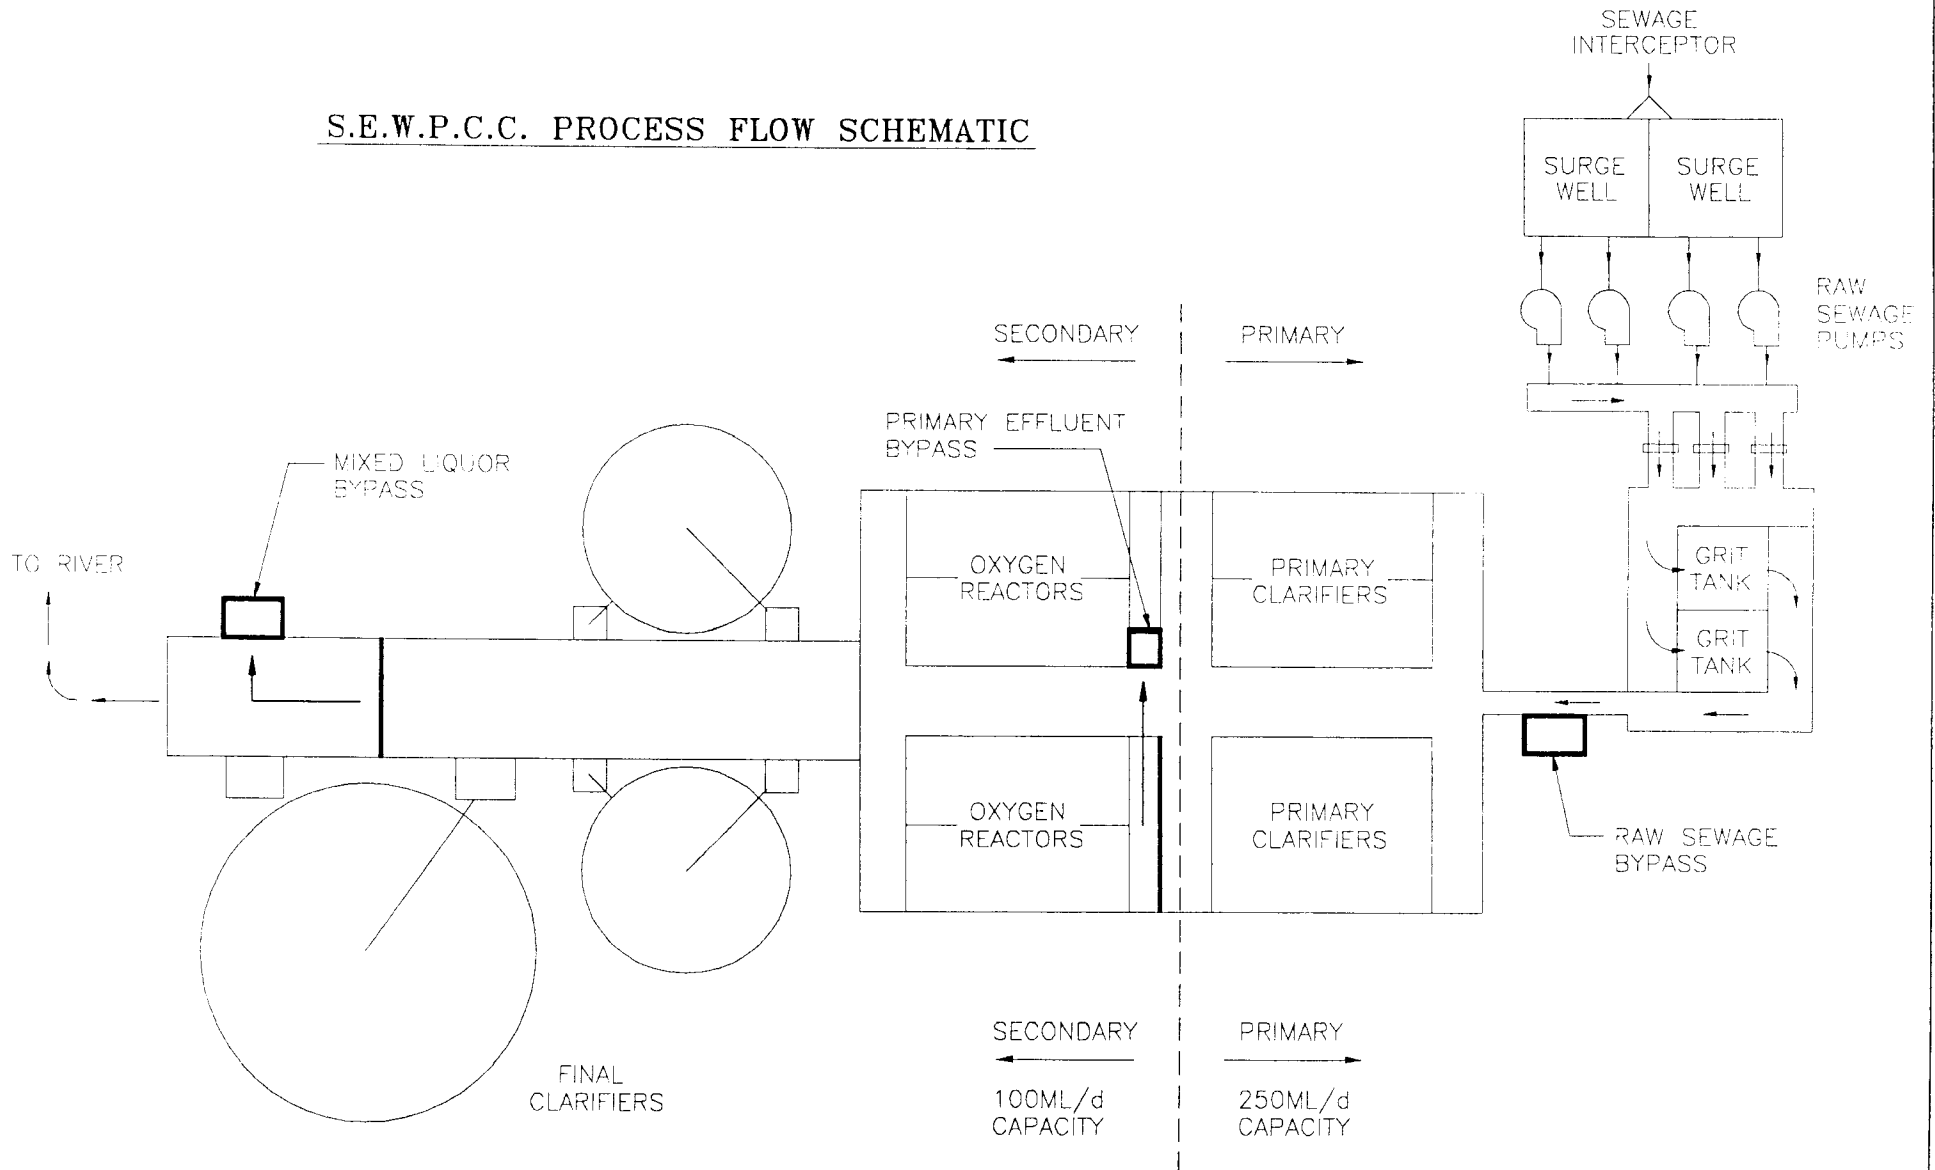 SEWAGE
INTERCEPTOR
S.E.W.P.C.C. PROCESS FLOW SCHEMATIC
SURGE
WELL
SURGE
WELL
RAW
SEWAGE
PUMPS
SECONDARY
PRIMARY
PRIMARY EFFLUENT
BYPASS
MIXED LIQUOR
BYPASS
TO RIVER
OXYGEN
REACTORS
PRIMARY
CLARIFIERS
GRIT
TANK
GRIT
TANK
OXYGEN
REACTORS
PRIMARY
CLARIFIERS
RAW SEWAGE
BYPASS
FINAL
CLARIFIERS
SECONDARY
100ML/d
CAPACITY
PRIMARY
250ML/d
CAPACITY